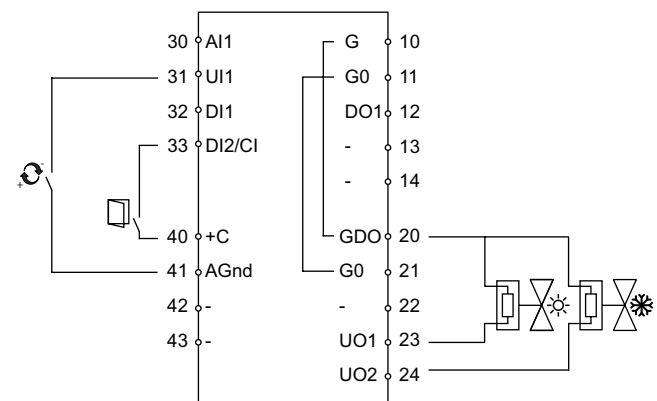 30 AI1 G 10
31 UI1 G0 11
32 DI1 DO1 12
33 DI2/CI - 13
- 14
40 +C GDO 20
41 AGnd G0 21
42 - - 22
43 - UO1 23
UO2 24
- +